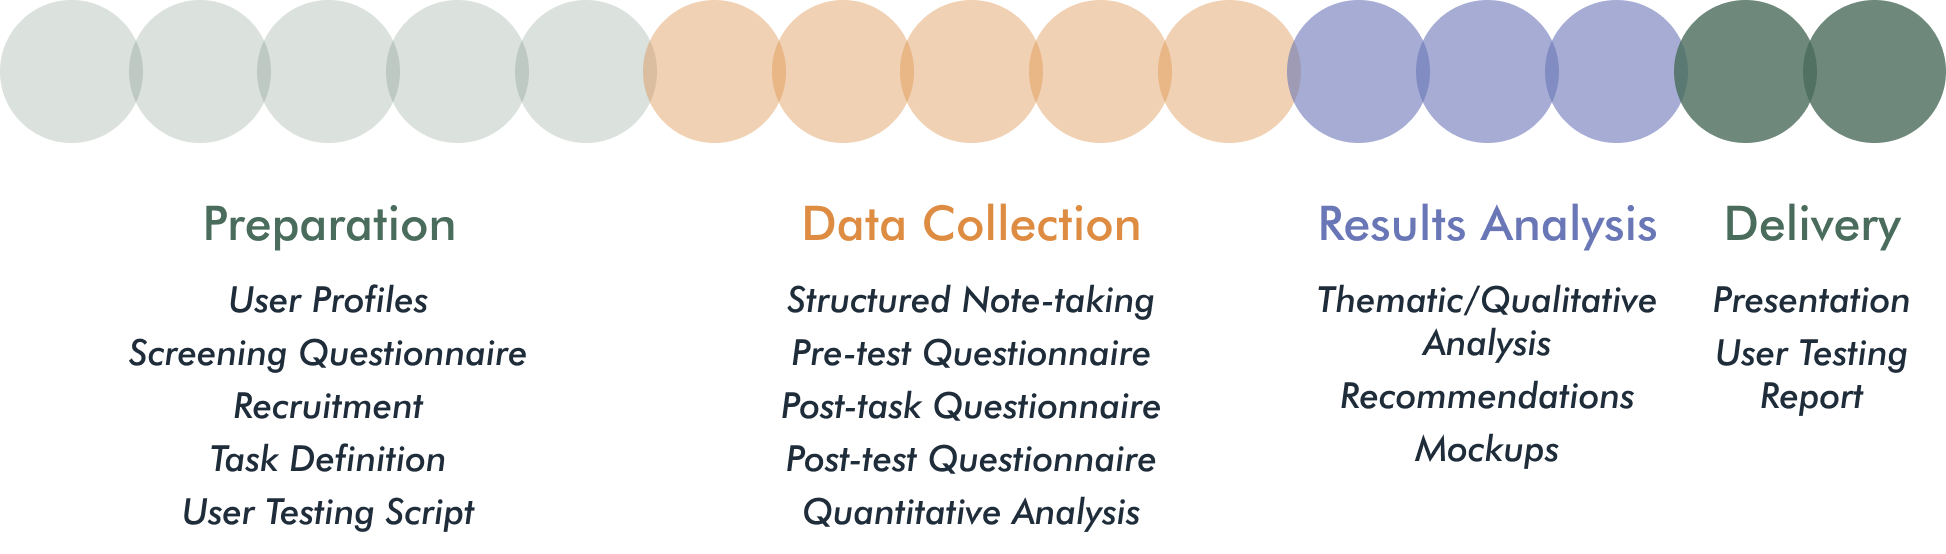 Preparation
User Profiles
Screening Questionnaire
Recruitment
Task Definition
User Testing Script
Data Collection
Structured Note-taking
Pre-test Questionnaire
Post-task Questionnaire
Post-test Questionnaire
Quantitative Analysis
Results Analysis
Thematic/Qualitative
Analysis
Recommendations
Mockups
Delivery
Presentation
User Testing
Report